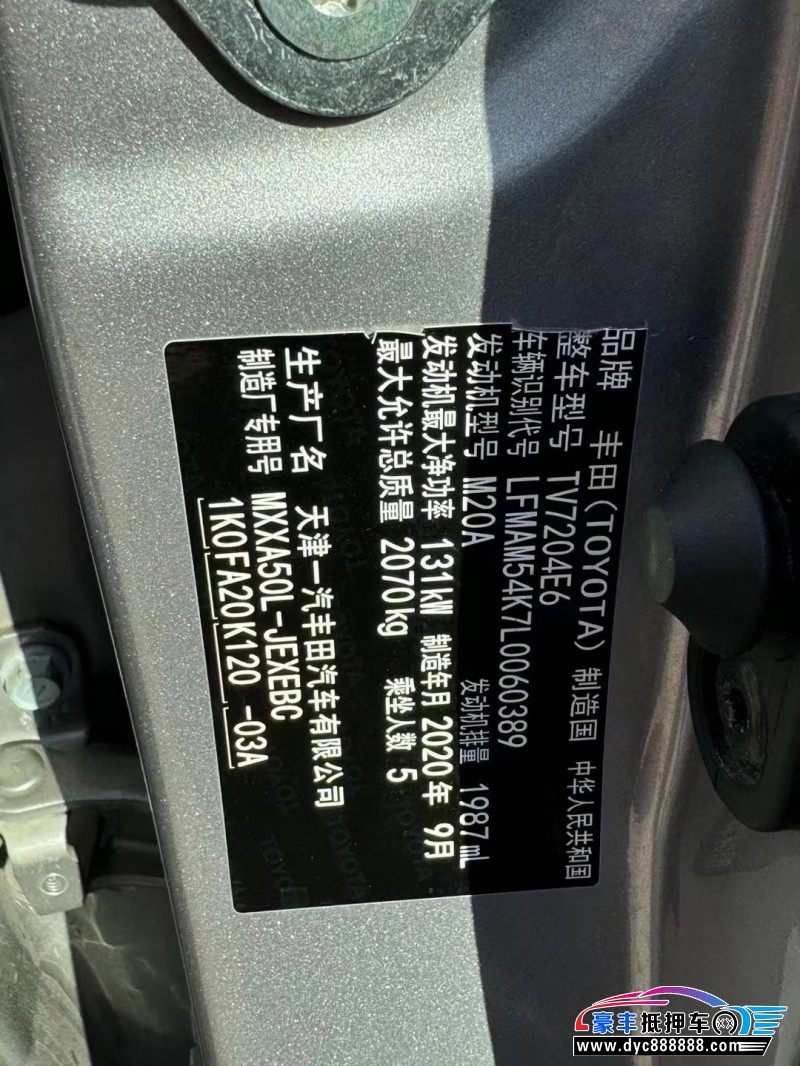 品牌 丰田(TOYOTA) 制造国 中华人民共和国
整车型号 TV7204E6
车辆识别代号 LFMAM54K7L0060389
发动机型号 M20A 发动机排量 1987mL
发动机最大净功率 131kW 制造年月 2020年 9月
最大允许总质量 2070kg 乘坐人数 5
生产厂名 天津一汽丰田汽车有限公司
制造厂专用号 MXXA50L-JEXEBC
1K0FA20K120 -03A
豪丰抵押车
www.dyc888888.com